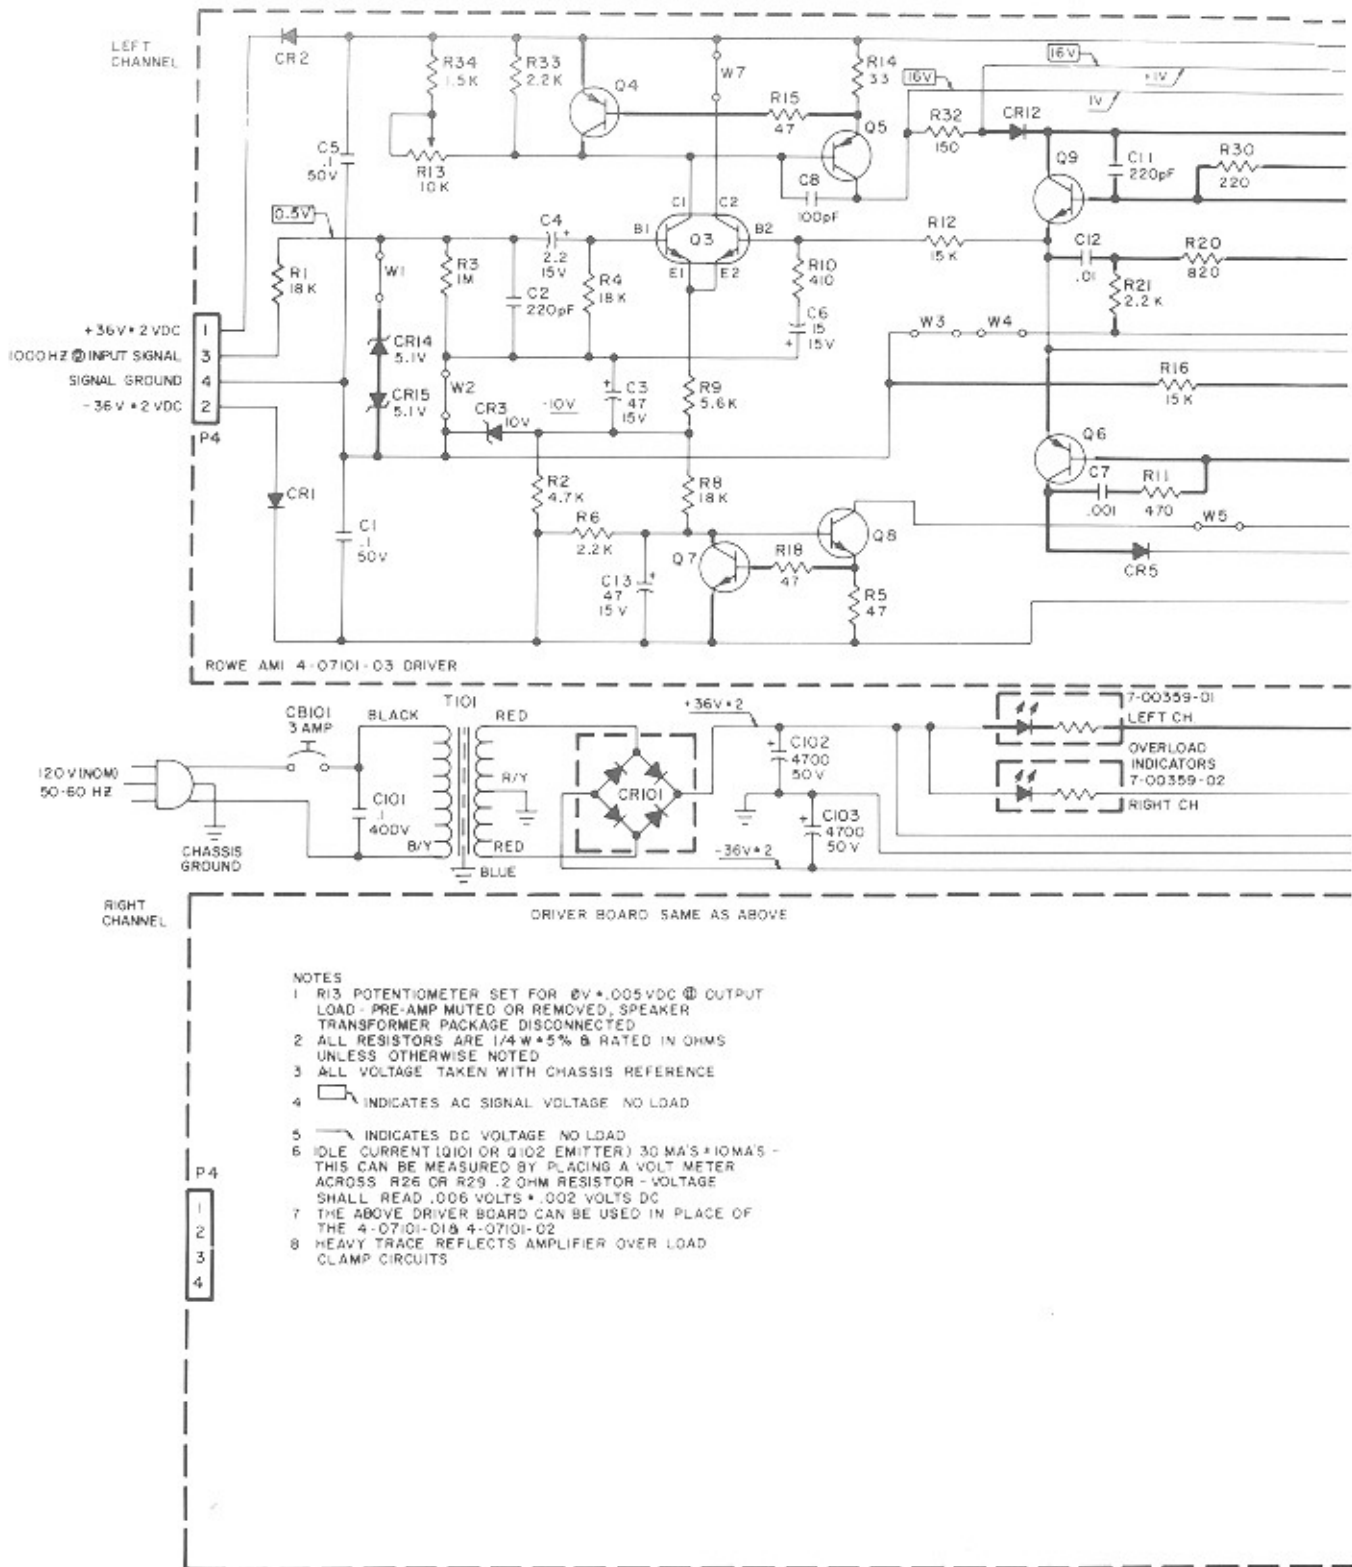 LEFT
CHANNEL
CR2
R34
1.5K
R33
2.2K
Q4
W7
R14
33
16V
16V
+1V
1V
R15
47
Q5
R32
150
CR12
C5
.1
50V
R13
10K
C8
100pF
Q9
C11
220pF
R30
220
0.5V
C1
C2
C4
+
2.2
15V
B1
Q3
B2
E1
E2
R12
15K
R1
18K
W1
R3
1M
C2
220pF
R4
18K
R10
410
C6
15
15V
+
C12
.01
R20
820
R21
2.2K
W3
W4
+36V*2 VDC
1
1000HZ @ INPUT SIGNAL
3
SIGNAL GROUND
4
-36V*2 VDC
2
P4
CR14
5.1V
CR15
5.1V
W2
CR3
10V
-10V
+
C3
47
15V
R9
5.6K
R16
15K
Q6
C7
.001
R11
470
CR1
R2
4.7K
R8
18K
W5
C1
.1
50V
R6
2.2K
C13
47
15V
+
Q7
R18
47
Q8
R5
47
CR5
ROWE AMI 4-07101-03 DRIVER
T101
CB101
3 AMP
BLACK
RED
+36V*2
7-00359-01
LEFT CH
OVERLOAD
INDICATORS
7-00359-02
RIGHT CH
120V(NOM)
50-60 HZ
C101
.1
400V
R/Y
CR101
+
C102
4700
50V
+
C103
4700
50V
B/Y
RED
BLUE
-36V*2
CHASSIS
GROUND
RIGHT
CHANNEL
DRIVER BOARD SAME AS ABOVE
NOTES
1 R13 POTENTIOMETER SET FOR 0V*.005VDC @ OUTPUT
LOAD - PRE-AMP MUTED OR REMOVED, SPEAKER
TRANSFORMER PACKAGE DISCONNECTED
2 ALL RESISTORS ARE 1/4W*5% & RATED IN OHMS
UNLESS OTHERWISE NOTED
3 ALL VOLTAGE TAKEN WITH CHASSIS REFERENCE
4 INDICATES AC SIGNAL VOLTAGE NO LOAD
5 INDICATES DC VOLTAGE NO LOAD
6 IDLE CURRENT (Q101 OR Q102 EMITTER) 30 MA'S *10MA'S -
THIS CAN BE MEASURED BY PLACING A VOLT METER
ACROSS R26 OR R29 .2 OHM RESISTOR - VOLTAGE
SHALL READ .006 VOLTS * .002 VOLTS DC
7 THE ABOVE DRIVER BOARD CAN BE USED IN PLACE OF
THE 4-07101-01& 4-07101-02
8 HEAVY TRACE REFLECTS AMPLIFIER OVER LOAD
CLAMP CIRCUITS
P4
1
2
3
4